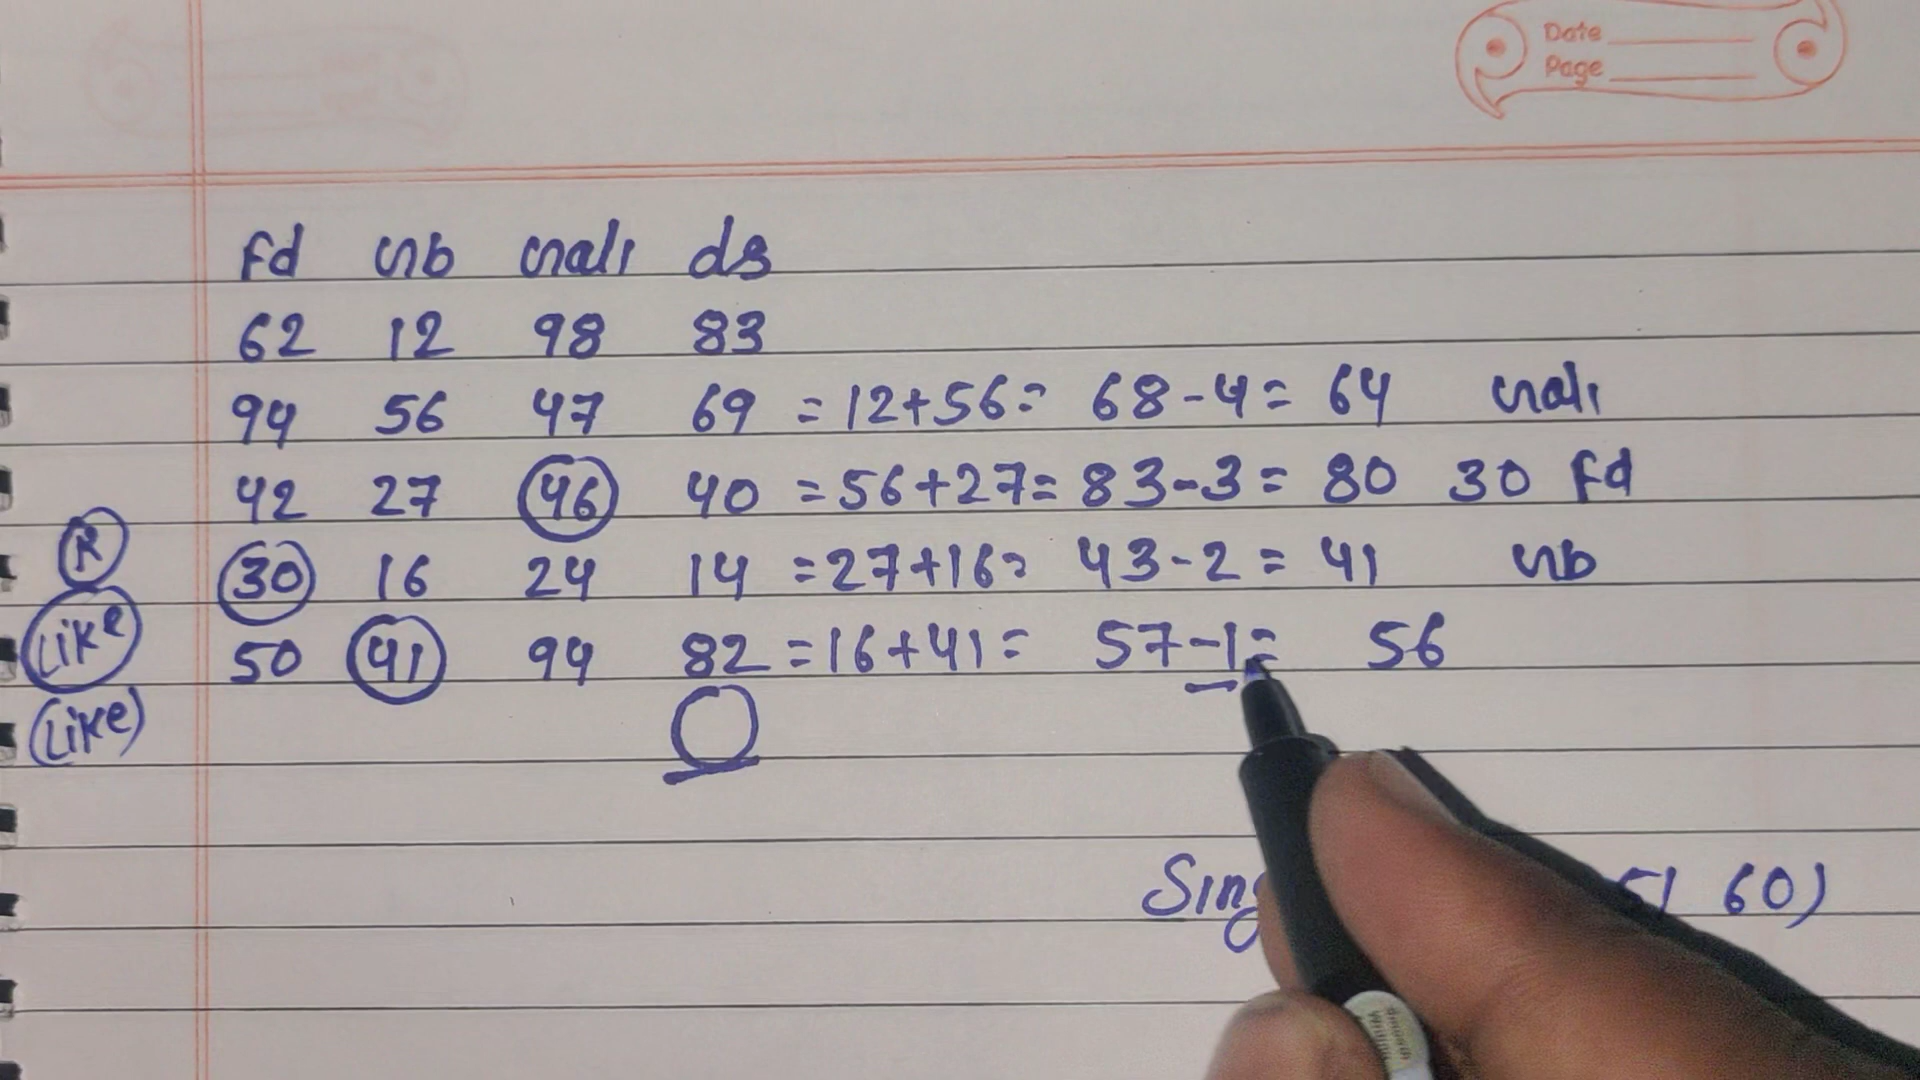 Date
Page
Fd GB Gali dS
62 12 98 83
94 56 47 69 = 12+56= 68-4= 64 Gali
42 27 46 40 = 56+27= 83-3= 80 30 Fd
R 30 16 24 14 = 27+16= 43-2= 41 GB
Like 50 41 94 82 = 16+41= 57-1= 56
(Like)
51 60)